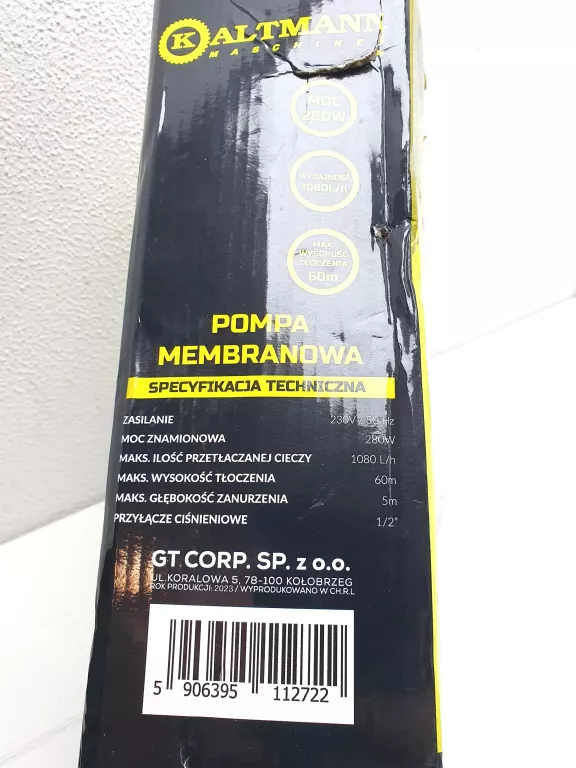 KALTMANN
MASCHINEN
MOC
280W
WYDAJNOŚĆ
1080L/h
MAX
WYSOKOŚĆ
TŁOCZENIA
60m
POMPA
MEMBRANOWA
SPECYFIKACJA TECHNICZNA
ZASILANIE 230V / 50 Hz
MOC ZNAMIONOWA 280W
MAKS. ILOŚĆ PRZETŁACZANEJ CIECZY 1080 L/h
MAKS. WYSOKOŚĆ TŁOCZENIA 60m
MAKS. GŁĘBOKOŚĆ ZANURZENIA 5m
PRZYŁĄCZE CIŚNIENIOWE 1/2"
GT CORP. SP. z o.o.
UL.KORALOWA 5, 78-100 KOŁOBRZEG
ROK PRODUKCJI: 2023 / WYPRODUKOWANO W CH.R.L
5 906395 112722